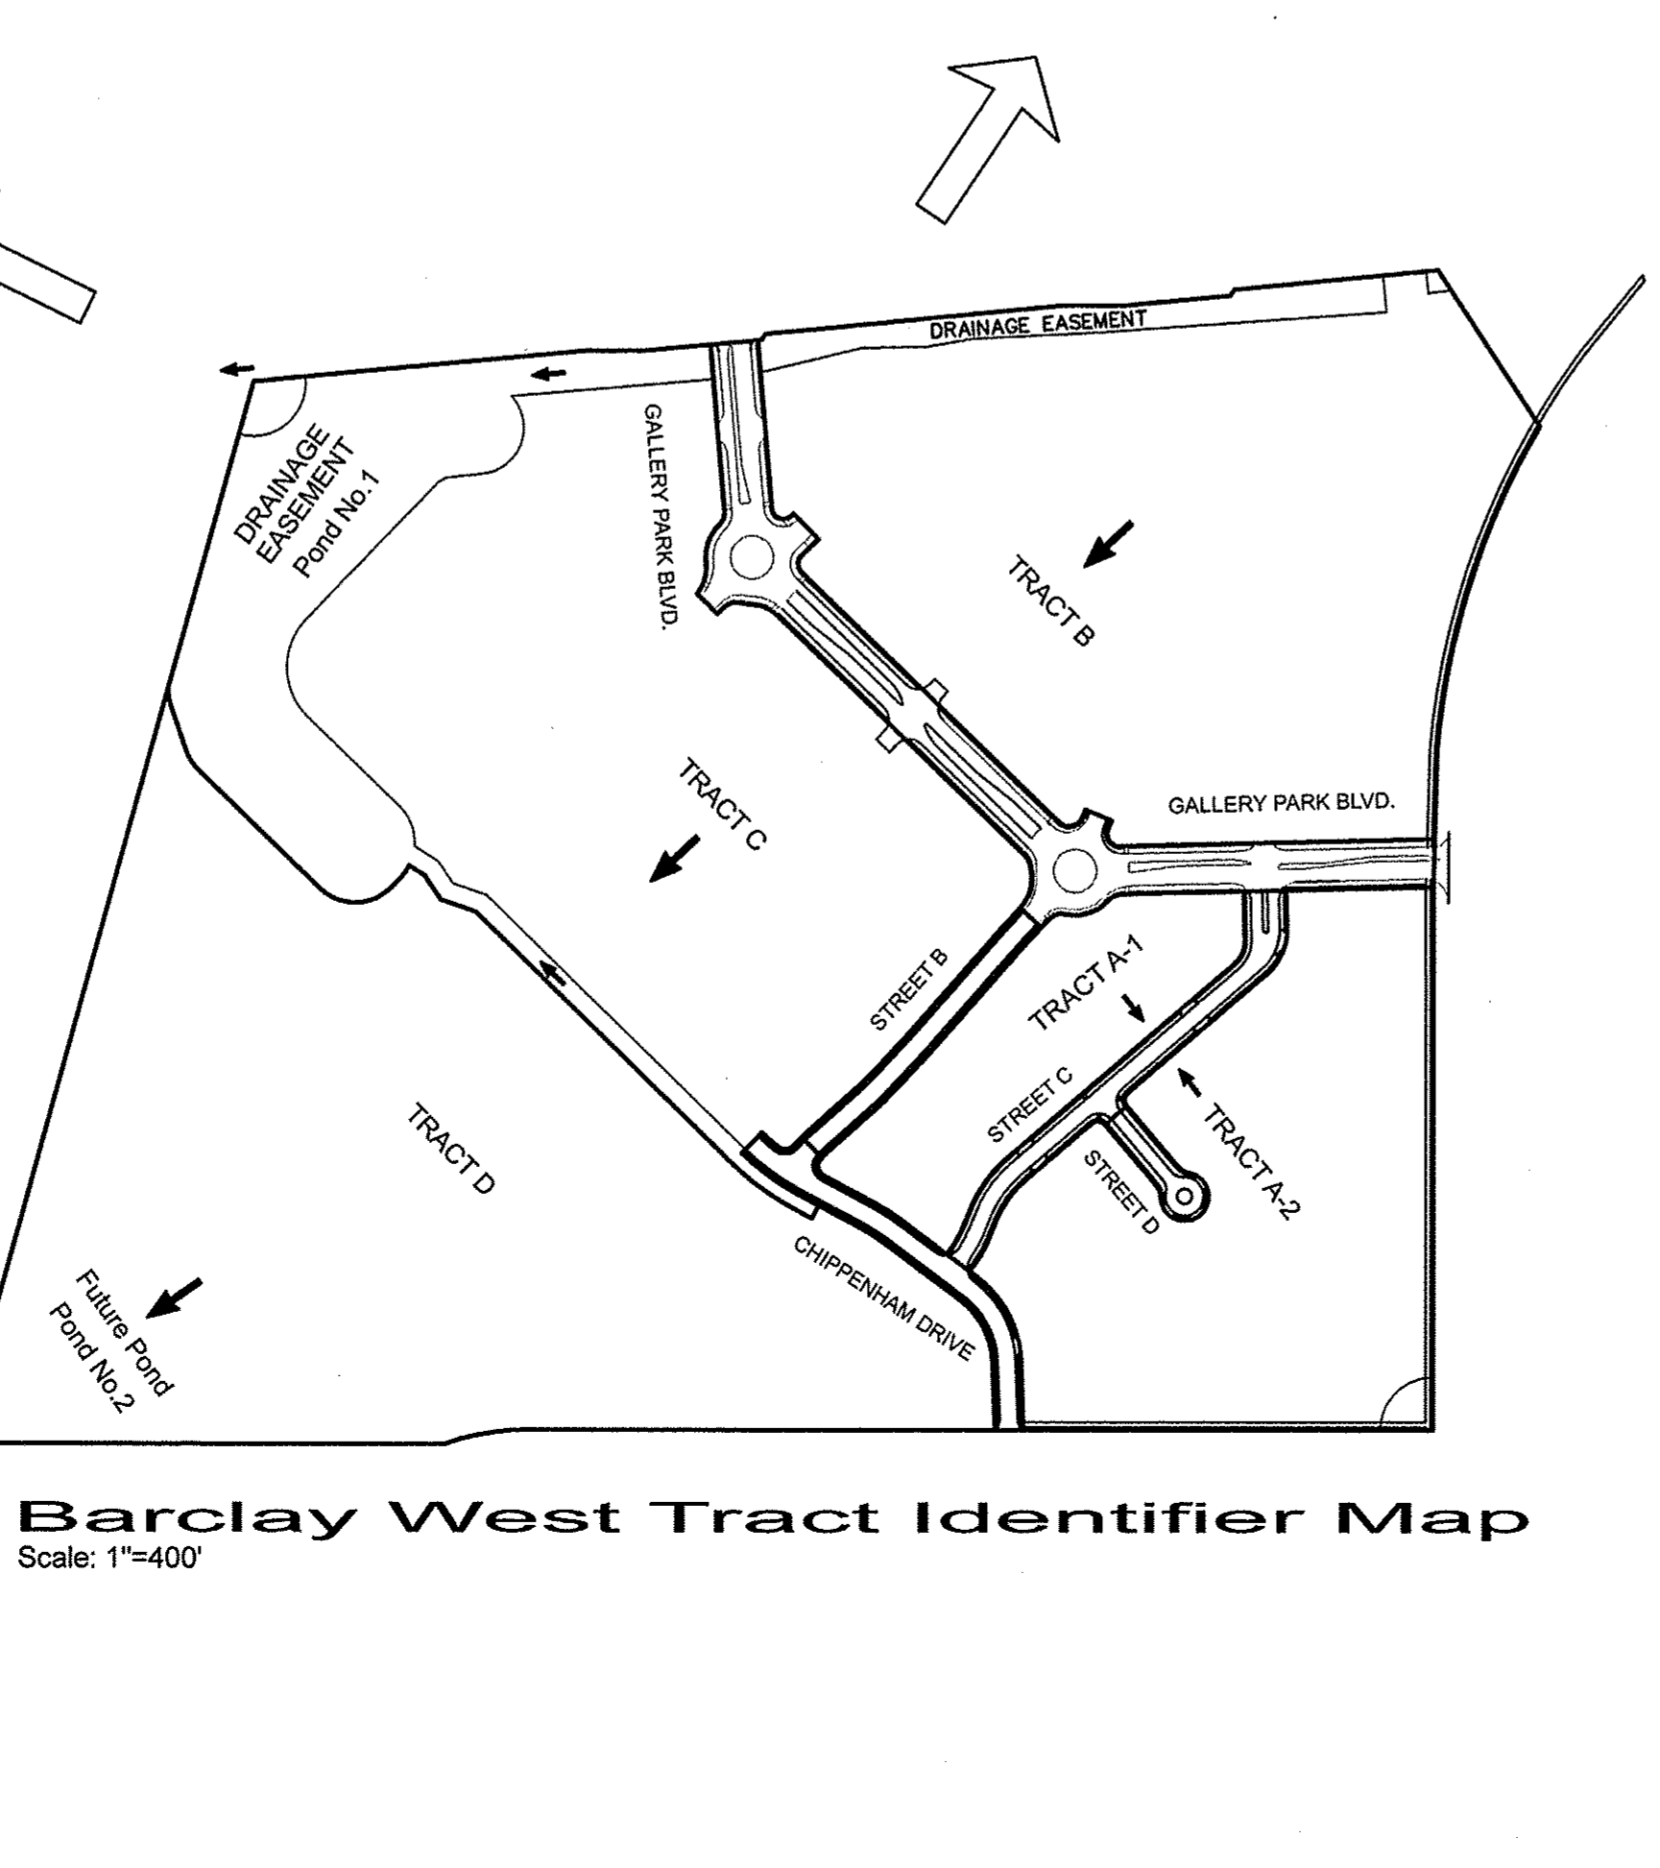 DRAINAGE EASEMENT
DRAINAGE
EASEMENT
Pond No.1
GALLERY PARK BLVD.
TRACT B
TRACT C
GALLERY PARK BLVD.
STREET B
TRACT A-1
STREET C
TRACT D
STREET D
TRACT A-2
CHIPPENHAM DRIVE
Future Pond
Pond No.2
Barclay West Tract Identifier Map
Scale: 1"=400'